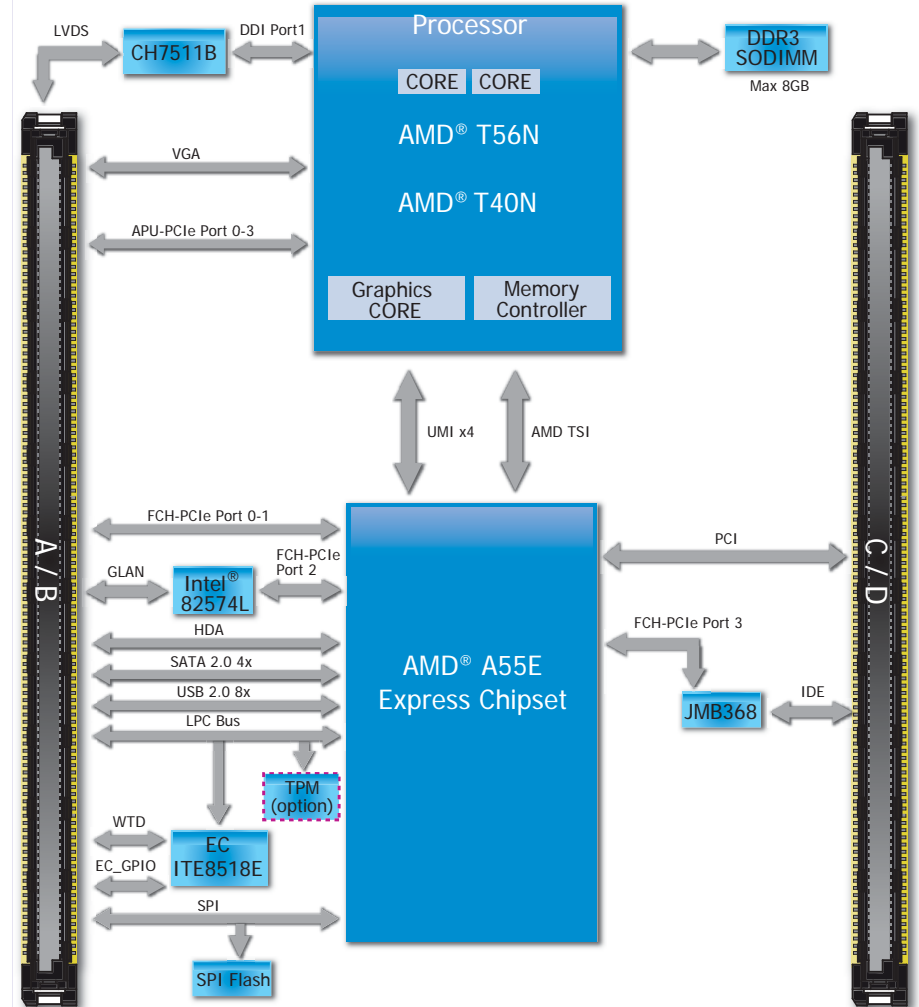 LVDS
CH7511B
DDI Port1
Processor
CORE
CORE
AMD® T56N
AMD® T40N
Graphics
CORE
Memory
Controller
DDR3
SODIMM
Max 8GB
VGA
APU-PCIe Port 0-3
UMI x4
AMD TSI
A / B
C / D
FCH-PCIe Port 0-1
GLAN
Intel®
82574L
FCH-PCIe
Port 2
HDA
SATA 2.0 4x
USB 2.0 8x
LPC Bus
TPM
(option)
WTD
EC_GPIO
EC
ITE8518E
SPI
SPI Flash
AMD® A55E
Express Chipset
PCI
FCH-PCIe Port 3
JMB368
IDE